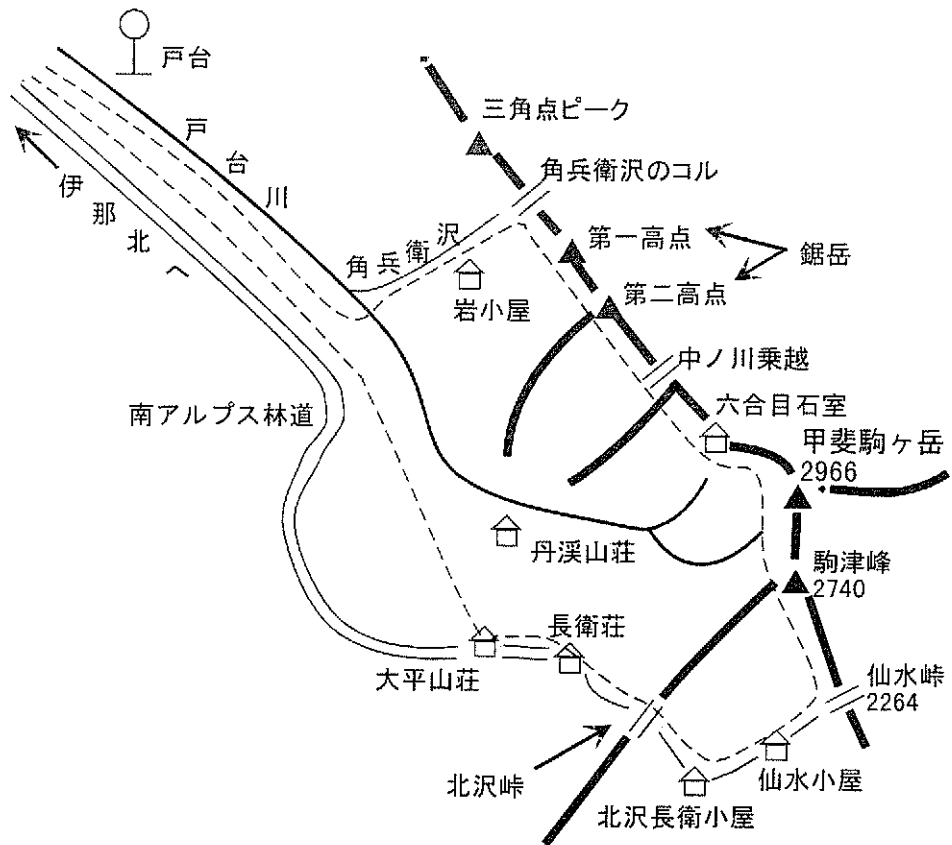 戸台
三角点ピーク
戸台川
角兵衛沢のコル
伊那北へ
角兵衛沢
第一高点
鋸岳
岩小屋
第二高点
中ノ川乗越
南アルプス林道
六合目石室
甲斐駒ヶ岳
2966
丹渓山荘
駒津峰
2740
長衛荘
大平山荘
仙水峠
2264
北沢峠
仙水小屋
北沢長衛小屋